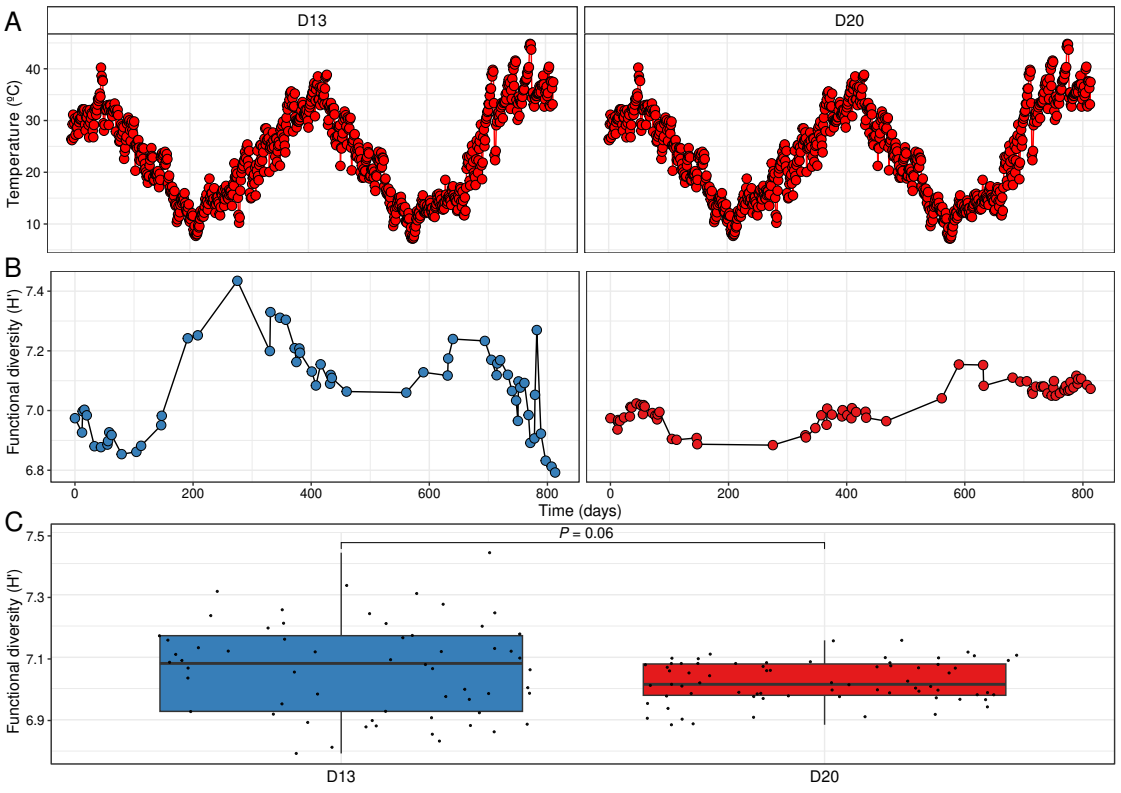 A
D13
D20
Temperature (ºC)
40
30
20
10
B
Functional diversity (H')
7.4
7.2
7.0
6.8
0
200
400
600
800
0
200
400
600
800
Time (days)
C
Functional diversity (H')
7.5
7.3
7.1
6.9
P = 0.06
D13
D20